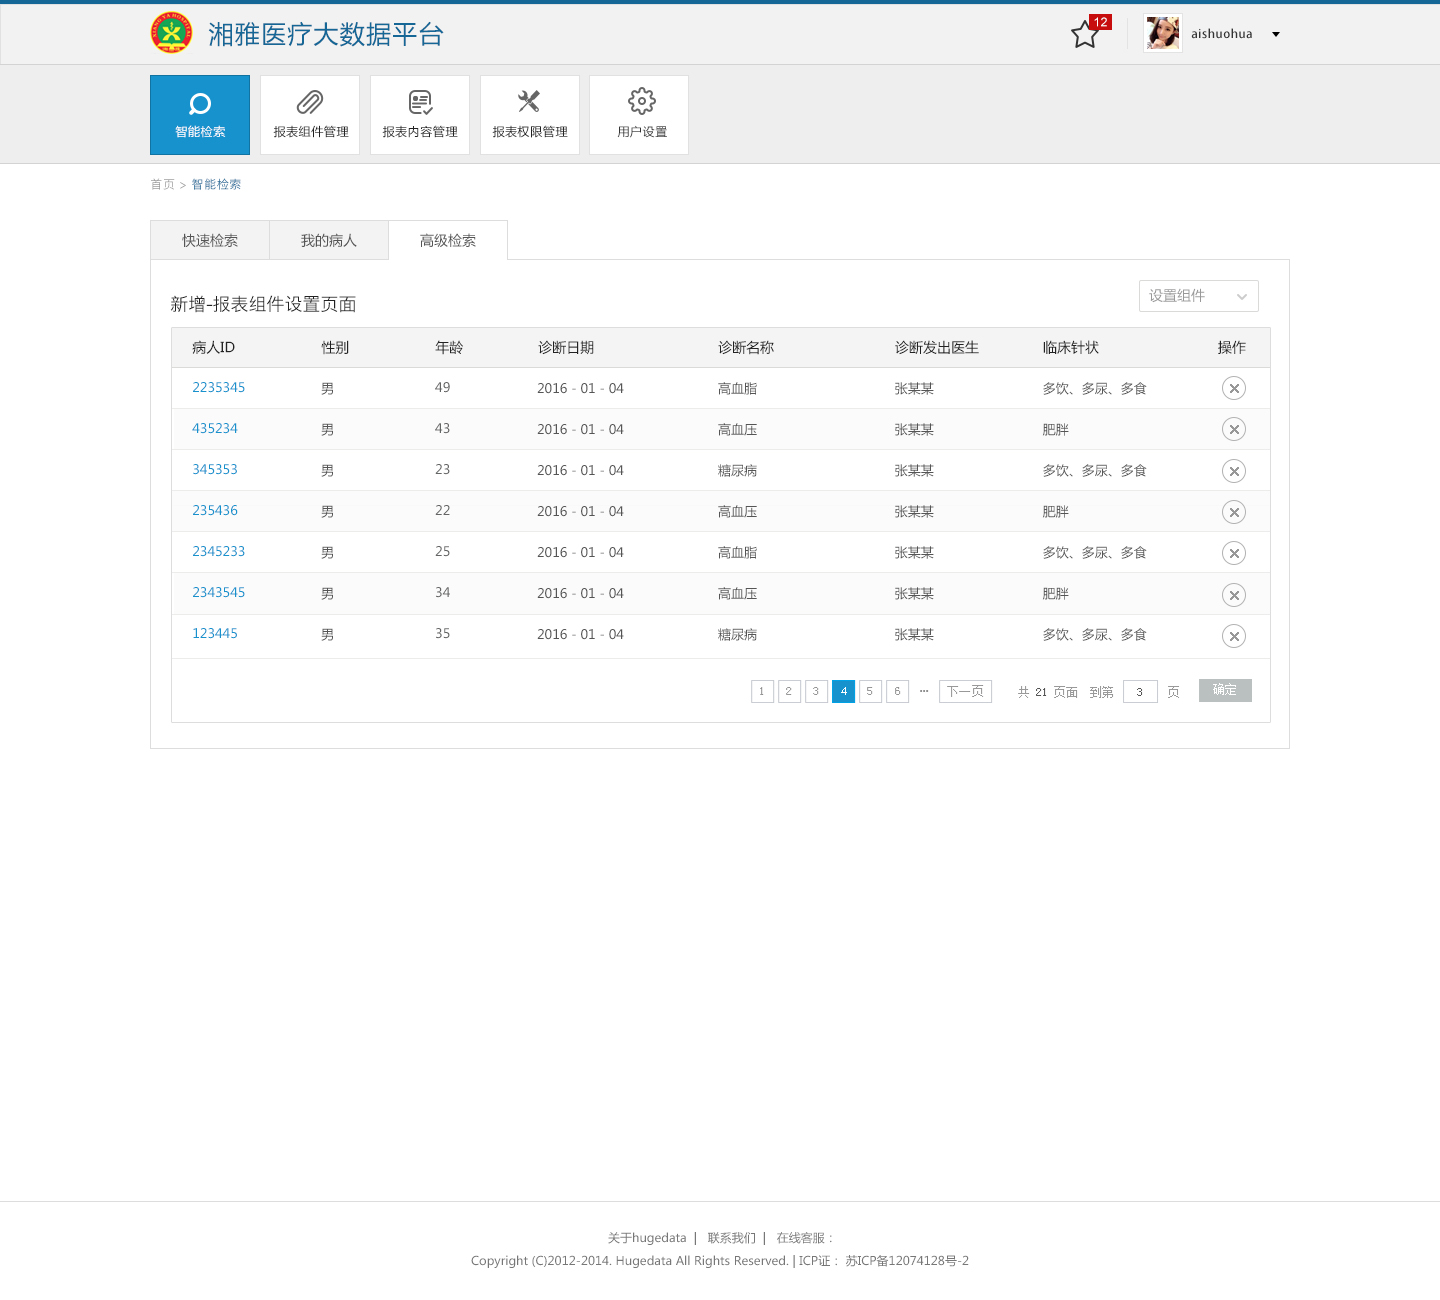 湘雅医疗大数据平台
12
aishuohua
智能检索 报表组件管理 报表内容管理 报表权限管理 用户设置
首页 > 智能检索
快速检索 我的病人 高级检索
新增-报表组件设置页面
设置组件
病人ID 性别 年龄 诊断日期 诊断名称 诊断发出医生 临床针状 操作
2235345 男 49 2016 - 01 - 04 高血脂 张某某 多饮、多尿、多食
435234 男 43 2016 - 01 - 04 高血压 张某某 肥胖
345353 男 23 2016 - 01 - 04 糖尿病 张某某 多饮、多尿、多食
235436 男 22 2016 - 01 - 04 高血压 张某某 肥胖
2345233 男 25 2016 - 01 - 04 高血脂 张某某 多饮、多尿、多食
2343545 男 34 2016 - 01 - 04 高血压 张某某 肥胖
123445 男 35 2016 - 01 - 04 糖尿病 张某某 多饮、多尿、多食
1 2 3 4 5 6 ··· 下一页 共 21 页面 到第 3 页 确定
关于hugedata | 联系我们 | 在线客服：
Copyright (C)2012-2014. Hugedata All Rights Reserved. | ICP证：苏ICP备12074128号-2